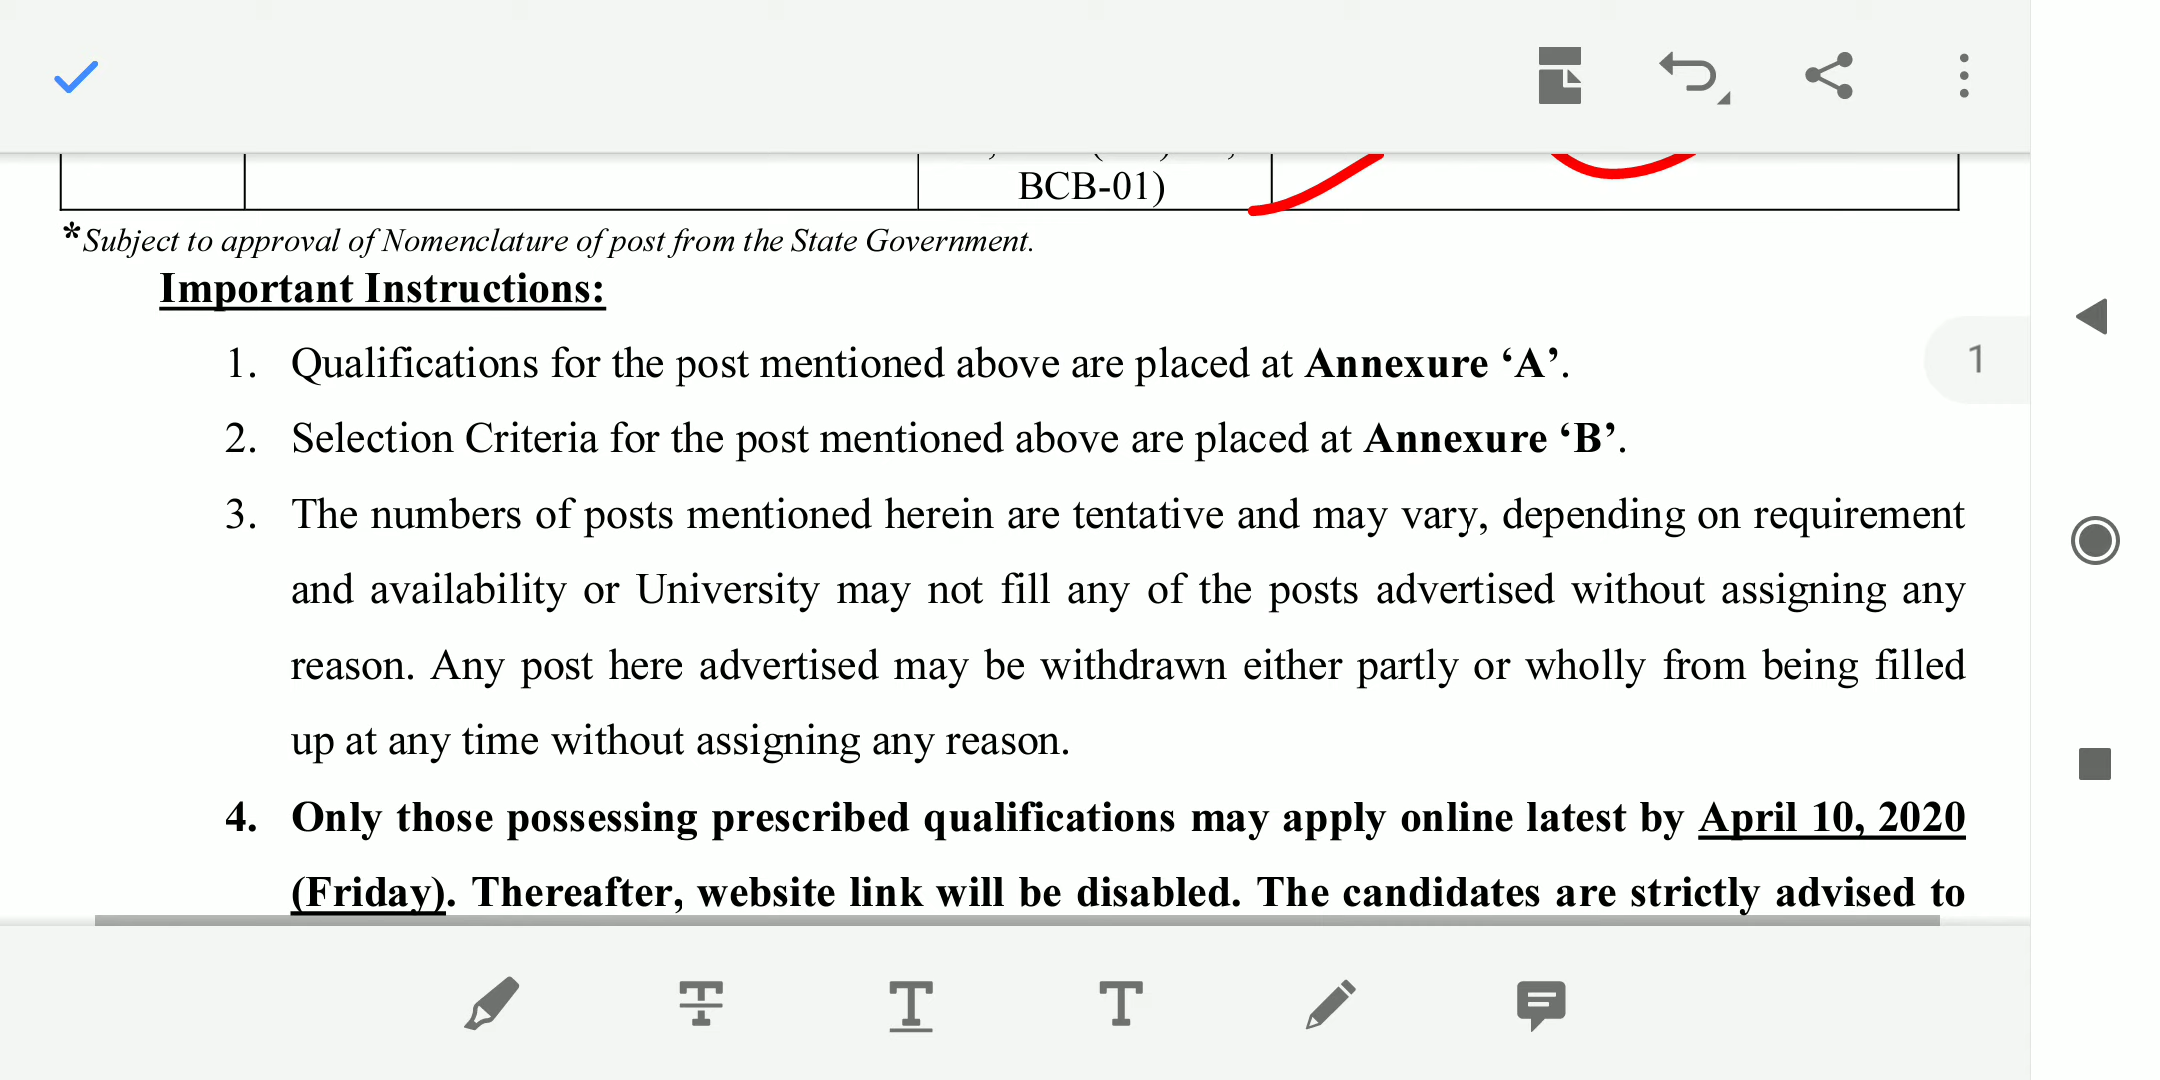 BCB-01)
*Subject to approval of Nomenclature of post from the State Government.
Important Instructions:
1. Qualifications for the post mentioned above are placed at Annexure ‘A’.
1
2. Selection Criteria for the post mentioned above are placed at Annexure ‘B’.
3. The numbers of posts mentioned herein are tentative and may vary, depending on requirement
and availability or University may not fill any of the posts advertised without assigning any
reason. Any post here advertised may be withdrawn either partly or wholly from being filled
up at any time without assigning any reason.
4. Only those possessing prescribed qualifications may apply online latest by April 10, 2020
(Friday). Thereafter, website link will be disabled. The candidates are strictly advised to